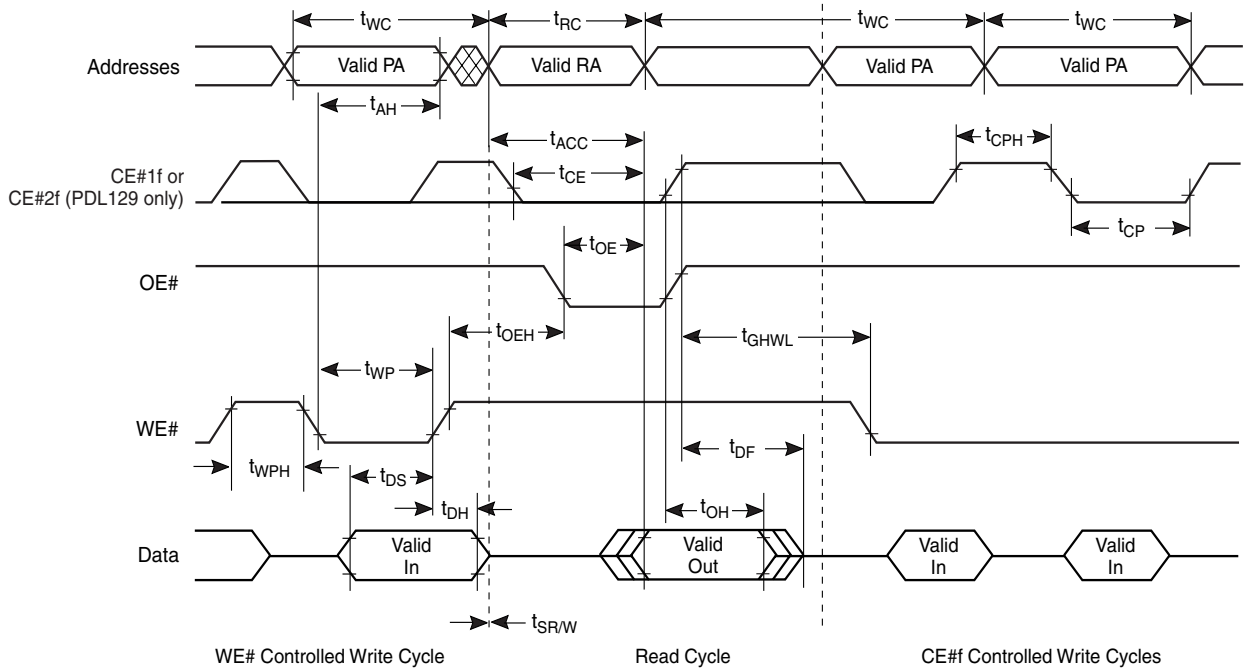 tWC tRC tWC tWC
Addresses Valid PA Valid RA Valid PA Valid PA
tAH
tACC tCPH
CE#1f or
CE#2f (PDL129 only)
tCE
tCP
tOE
OE#
tOEH tGHWL
tWP
WE#
tWPH tDS tDF
tDH tOH
Data Valid In Valid Out Valid In Valid In
tSR/W
WE# Controlled Write Cycle Read Cycle CE#f Controlled Write Cycles